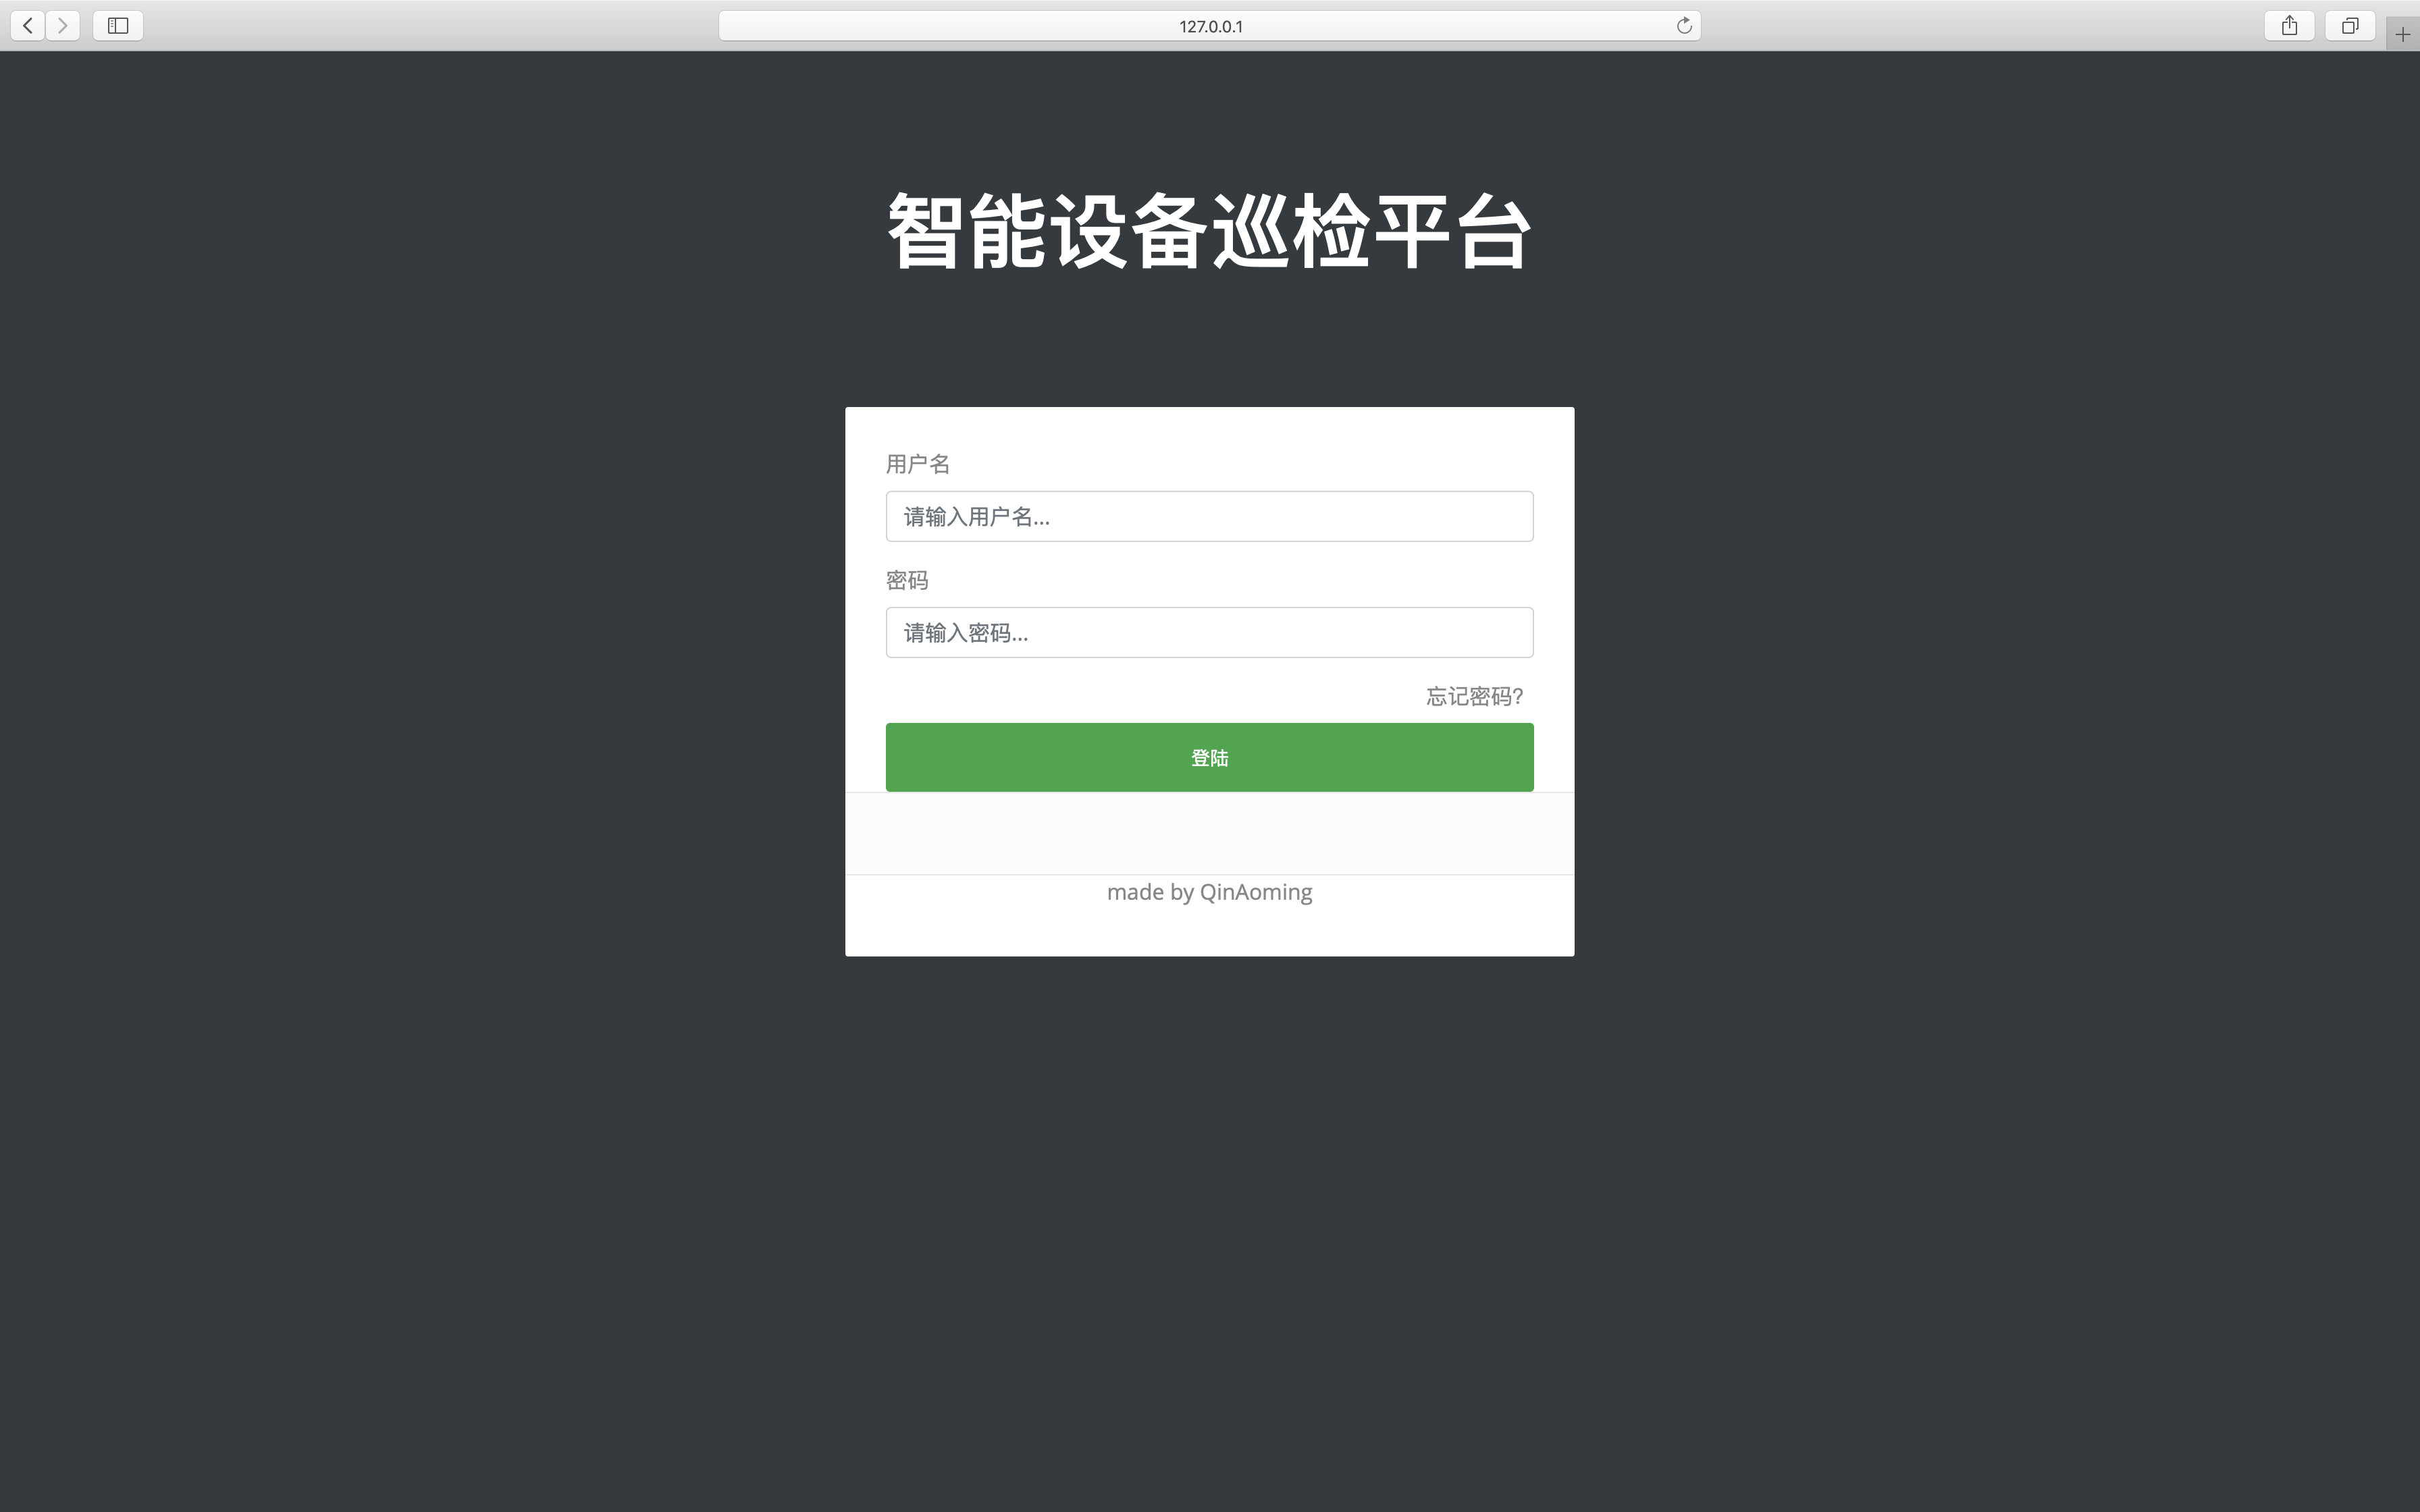 127.0.0.1
智能设备巡检平台
用户名
请输入用户名...
密码
请输入密码...
忘记密码?
登陆
made by QinAoming